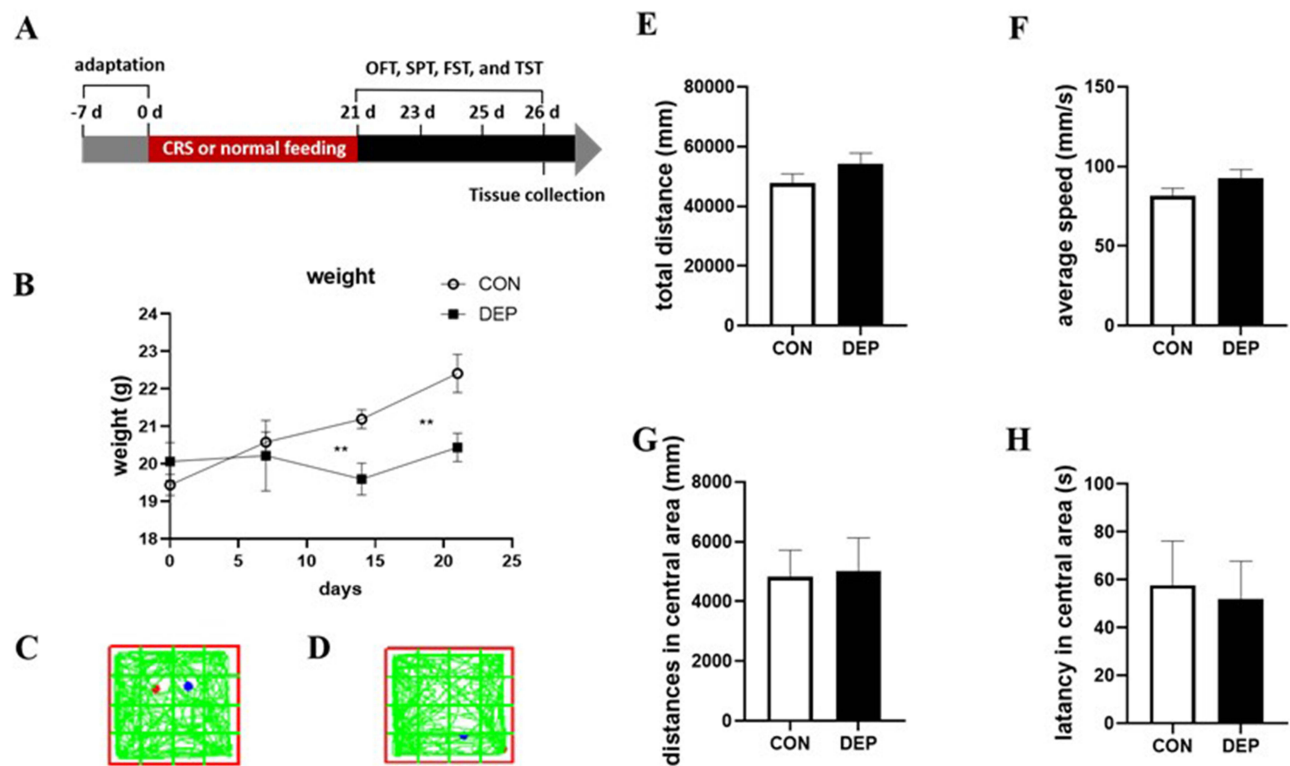 A
adaptation
OFT, SPT, FST, and TST
-7 d 0 d 21 d 23 d 25 d 26 d
CRS or normal feeding
Tissue collection
B
weight
CON
DEP
weight (g)
24
23
22
21
20
19
18
**
**
0 5 10 15 20 25
days
C
D
E
total distance (mm)
80000
60000
40000
20000
0
CON DEP
F
average speed (mm/s)
150
100
50
0
CON DEP
G
distances in central area (mm)
8000
6000
4000
2000
0
CON DEP
H
latancy in central area (s)
100
80
60
40
20
0
CON DEP